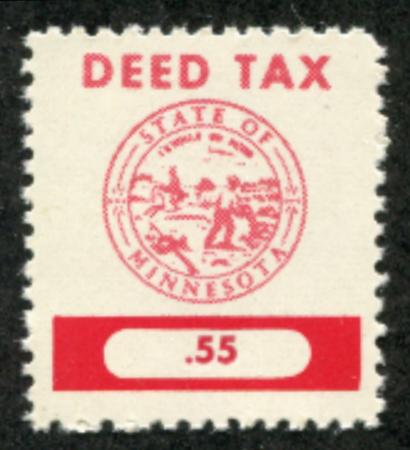 DEED TAX
STATE OF
MINNESOTA
.55